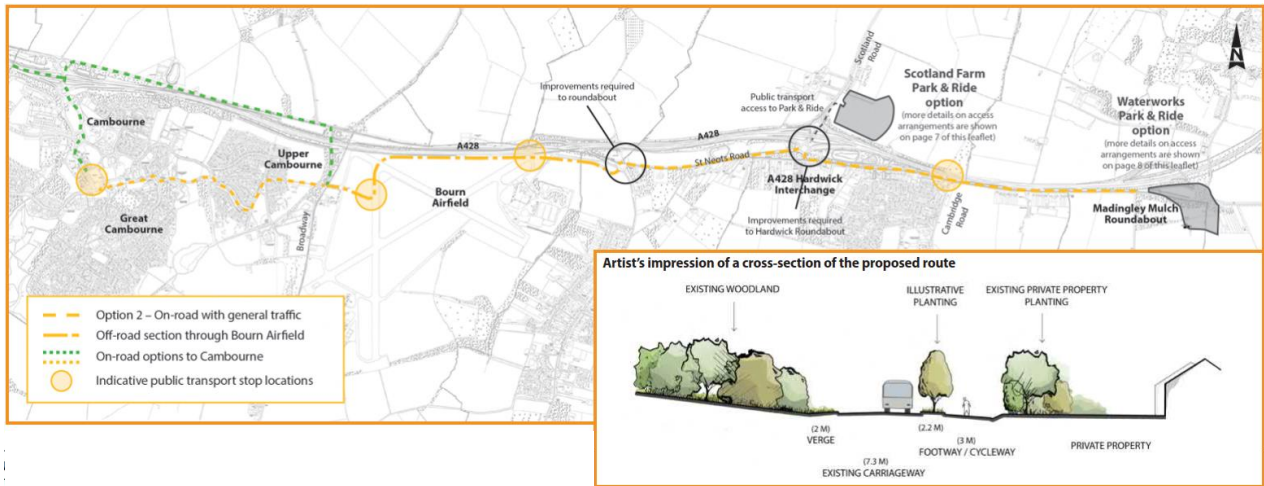 N
Scotland
Road
Scotland Farm
Park & Ride
option
(more details on access
arrangements are shown
on page 7 of this leaflet)
Waterworks
Park & Ride
option
(more details on access
arrangements are shown
on page 8 of this leaflet)
Improvements required
to roundabout
Public transport
access to Park & Ride
Cambourne
A428
A428
Upper
Cambourne
St Neots Road
Bourn
Airfield
A428 Hardwick
Interchange
Great
Cambourne
Broadway
Improvements required
to Hardwick Roundabout
Cambridge
Road
Madingley Mulch
Roundabout
Option 2 – On-road with general traffic
Off-road section through Bourn Airfield
On-road options to Cambourne
Indicative public transport stop locations
Artist’s impression of a cross-section of the proposed route
EXISTING WOODLAND
ILLUSTRATIVE
PLANTING
EXISTING PRIVATE PROPERTY
PLANTING
(2 M)
VERGE
(7.3 M)
EXISTING CARRIAGEWAY
(2.2 M)
(3 M)
FOOTWAY / CYCLEWAY
PRIVATE PROPERTY